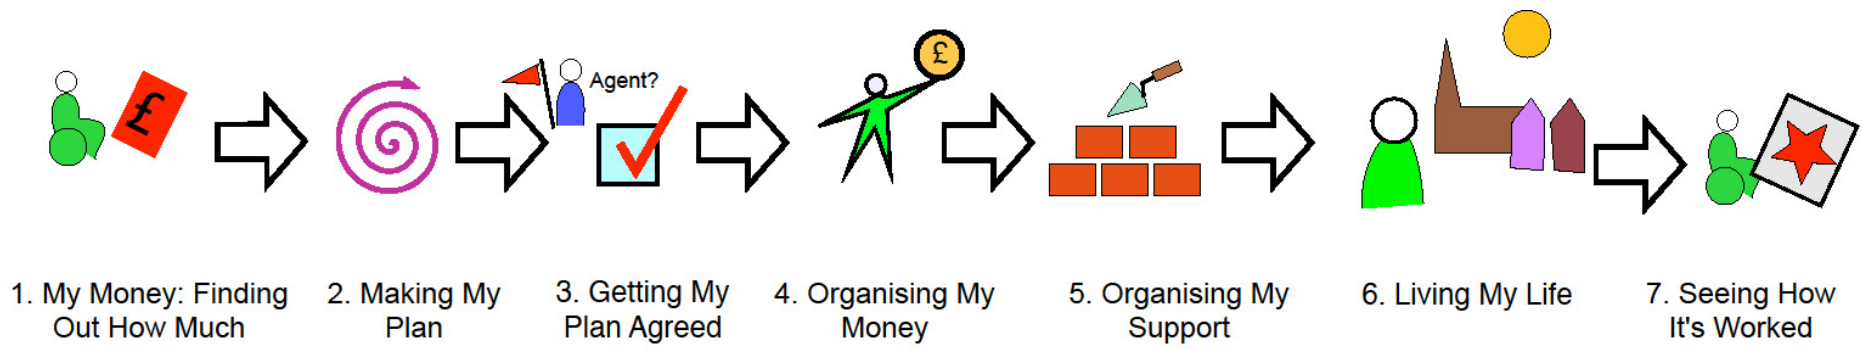 £
Agent?
£
1. My Money: Finding
Out How Much
2. Making My
Plan
3. Getting My
Plan Agreed
4. Organising My
Money
5. Organising My
Support
6. Living My Life
7. Seeing How
It's Worked